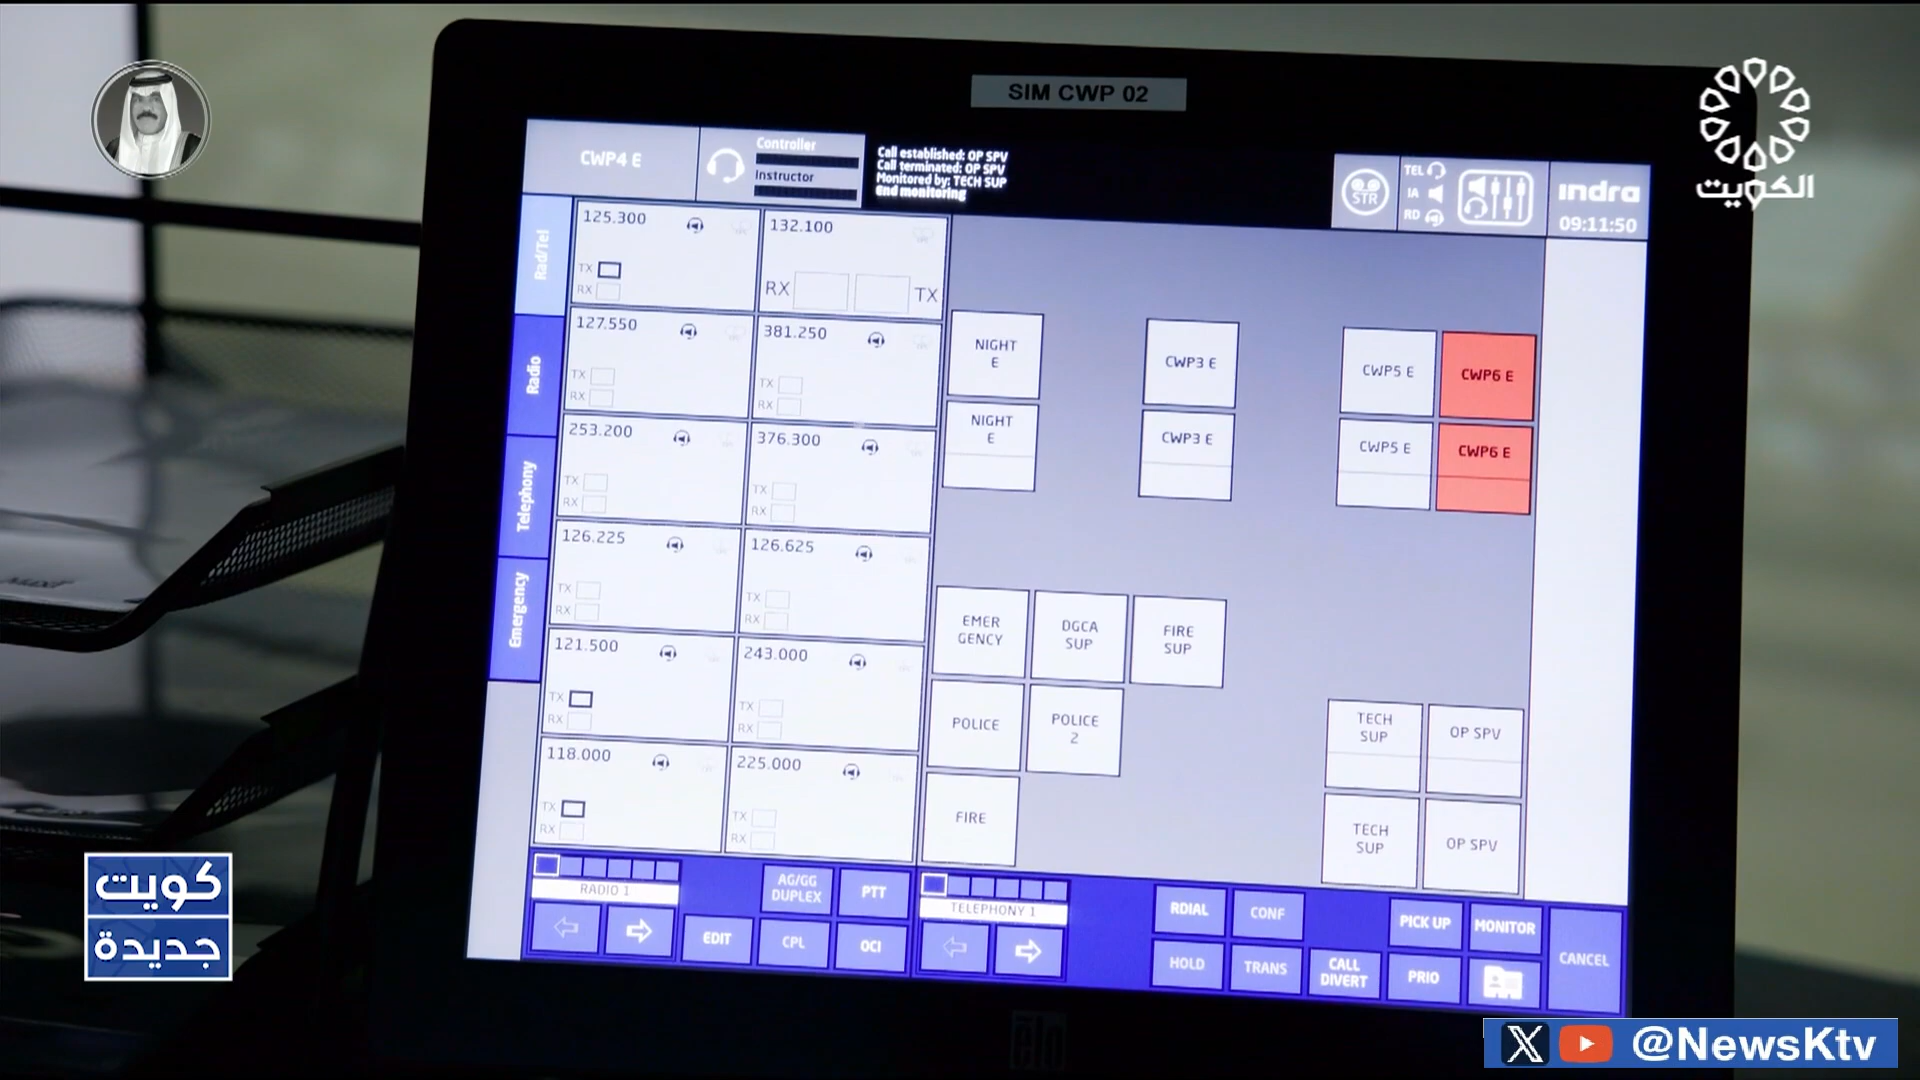 SIM CWP 02
الكويت
CWP4 E
Controller
Instructor
Call established: OP SPV
Call terminated: OP SPV
Monitored by: TECH SUP
end monitoring
STR
TEL
IA
RD
indra
09:11:50
Rad/Tel
Radio
Telephony
Emergency
125.300
TX
RX
132.100
RX
TX
127.550
TX
RX
381.250
TX
RX
253.200
TX
RX
376.300
TX
RX
126.225
TX
RX
126.625
TX
RX
121.500
TX
RX
243.000
TX
RX
118.000
TX
RX
225.000
TX
RX
NIGHT
E
CWP3 E
CWP5 E
CWP6 E
NIGHT
E
CWP3 E
CWP5 E
CWP6 E
EMER
GENCY
DGCA
SUP
FIRE
SUP
POLICE
POLICE
2
TECH
SUP
OP SPV
FIRE
TECH
SUP
OP SPV
RADIO 1
AG/GG
DUPLEX
PTT
EDIT
CPL
OCI
TELEPHONY 1
RDIAL
CONF
PICK UP
MONITOR
HOLD
TRANS
CALL
DIVERT
PRIO
CANCEL
elo
كويت
جديدة
@NewsKtv